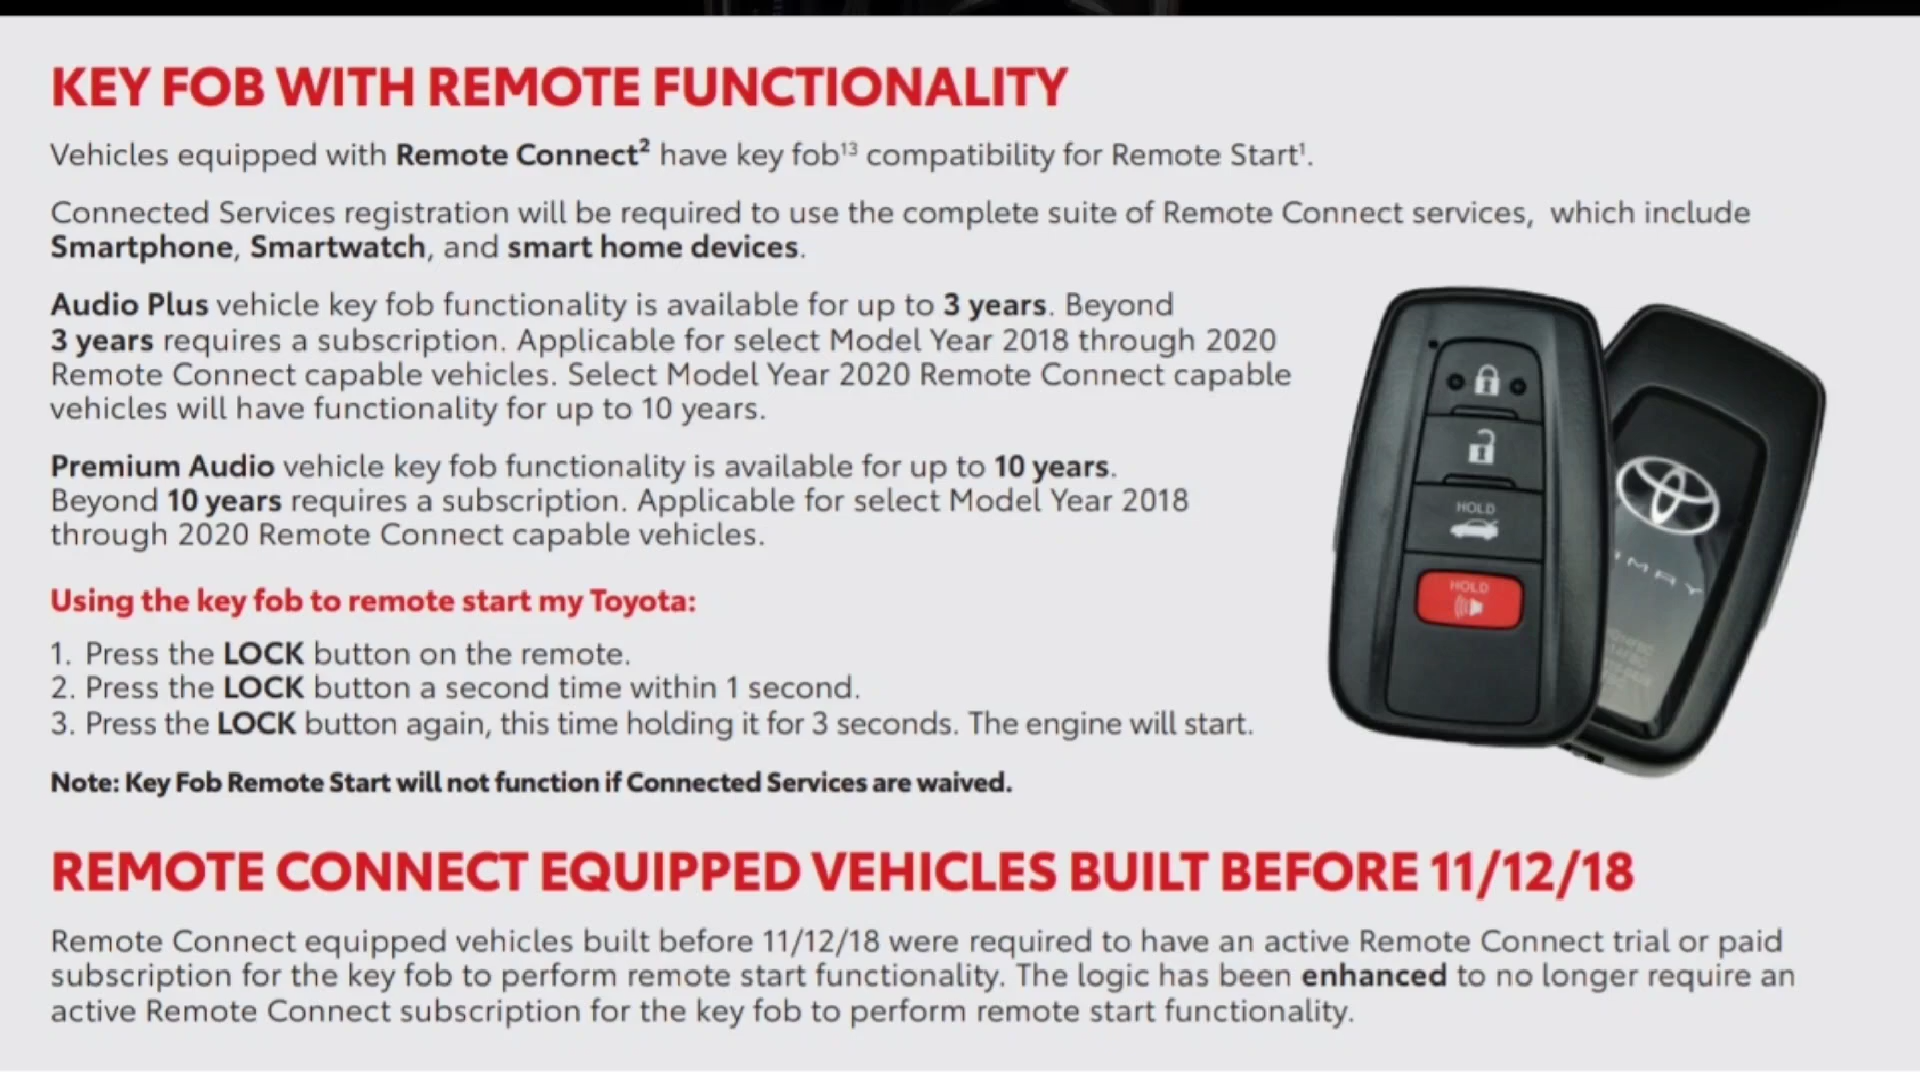 KEY FOB WITH REMOTE FUNCTIONALITY
Vehicles equipped with Remote Connect² have key fob¹³ compatibility for Remote Start¹.
Connected Services registration will be required to use the complete suite of Remote Connect services, which include
Smartphone, Smartwatch, and smart home devices.
Audio Plus vehicle key fob functionality is available for up to 3 years. Beyond
3 years requires a subscription. Applicable for select Model Year 2018 through 2020
Remote Connect capable vehicles. Select Model Year 2020 Remote Connect capable
vehicles will have functionality for up to 10 years.
Premium Audio vehicle key fob functionality is available for up to 10 years.
Beyond 10 years requires a subscription. Applicable for select Model Year 2018
through 2020 Remote Connect capable vehicles.
Using the key fob to remote start my Toyota:
1. Press the LOCK button on the remote.
2. Press the LOCK button a second time within 1 second.
3. Press the LOCK button again, this time holding it for 3 seconds. The engine will start.
Note: Key Fob Remote Start will not function if Connected Services are waived.
HOLD
HOLD
REMOTE CONNECT EQUIPPED VEHICLES BUILT BEFORE 11/12/18
Remote Connect equipped vehicles built before 11/12/18 were required to have an active Remote Connect trial or paid
subscription for the key fob to perform remote start functionality. The logic has been enhanced to no longer require an
active Remote Connect subscription for the key fob to perform remote start functionality.